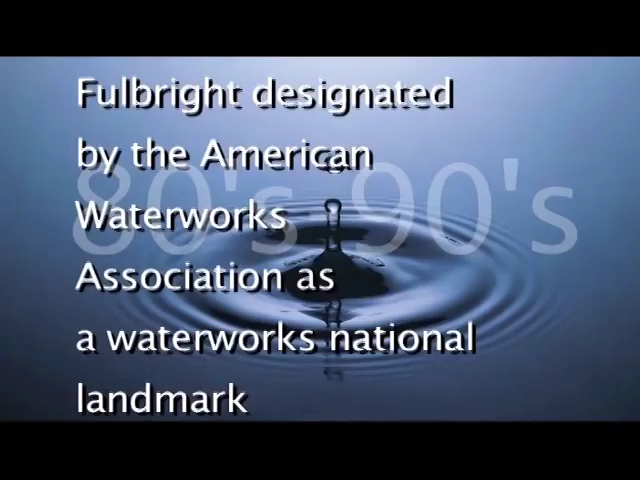 Fulbright designated
by the American
80's 90's
Waterworks
Association as
a waterworks national
landmark